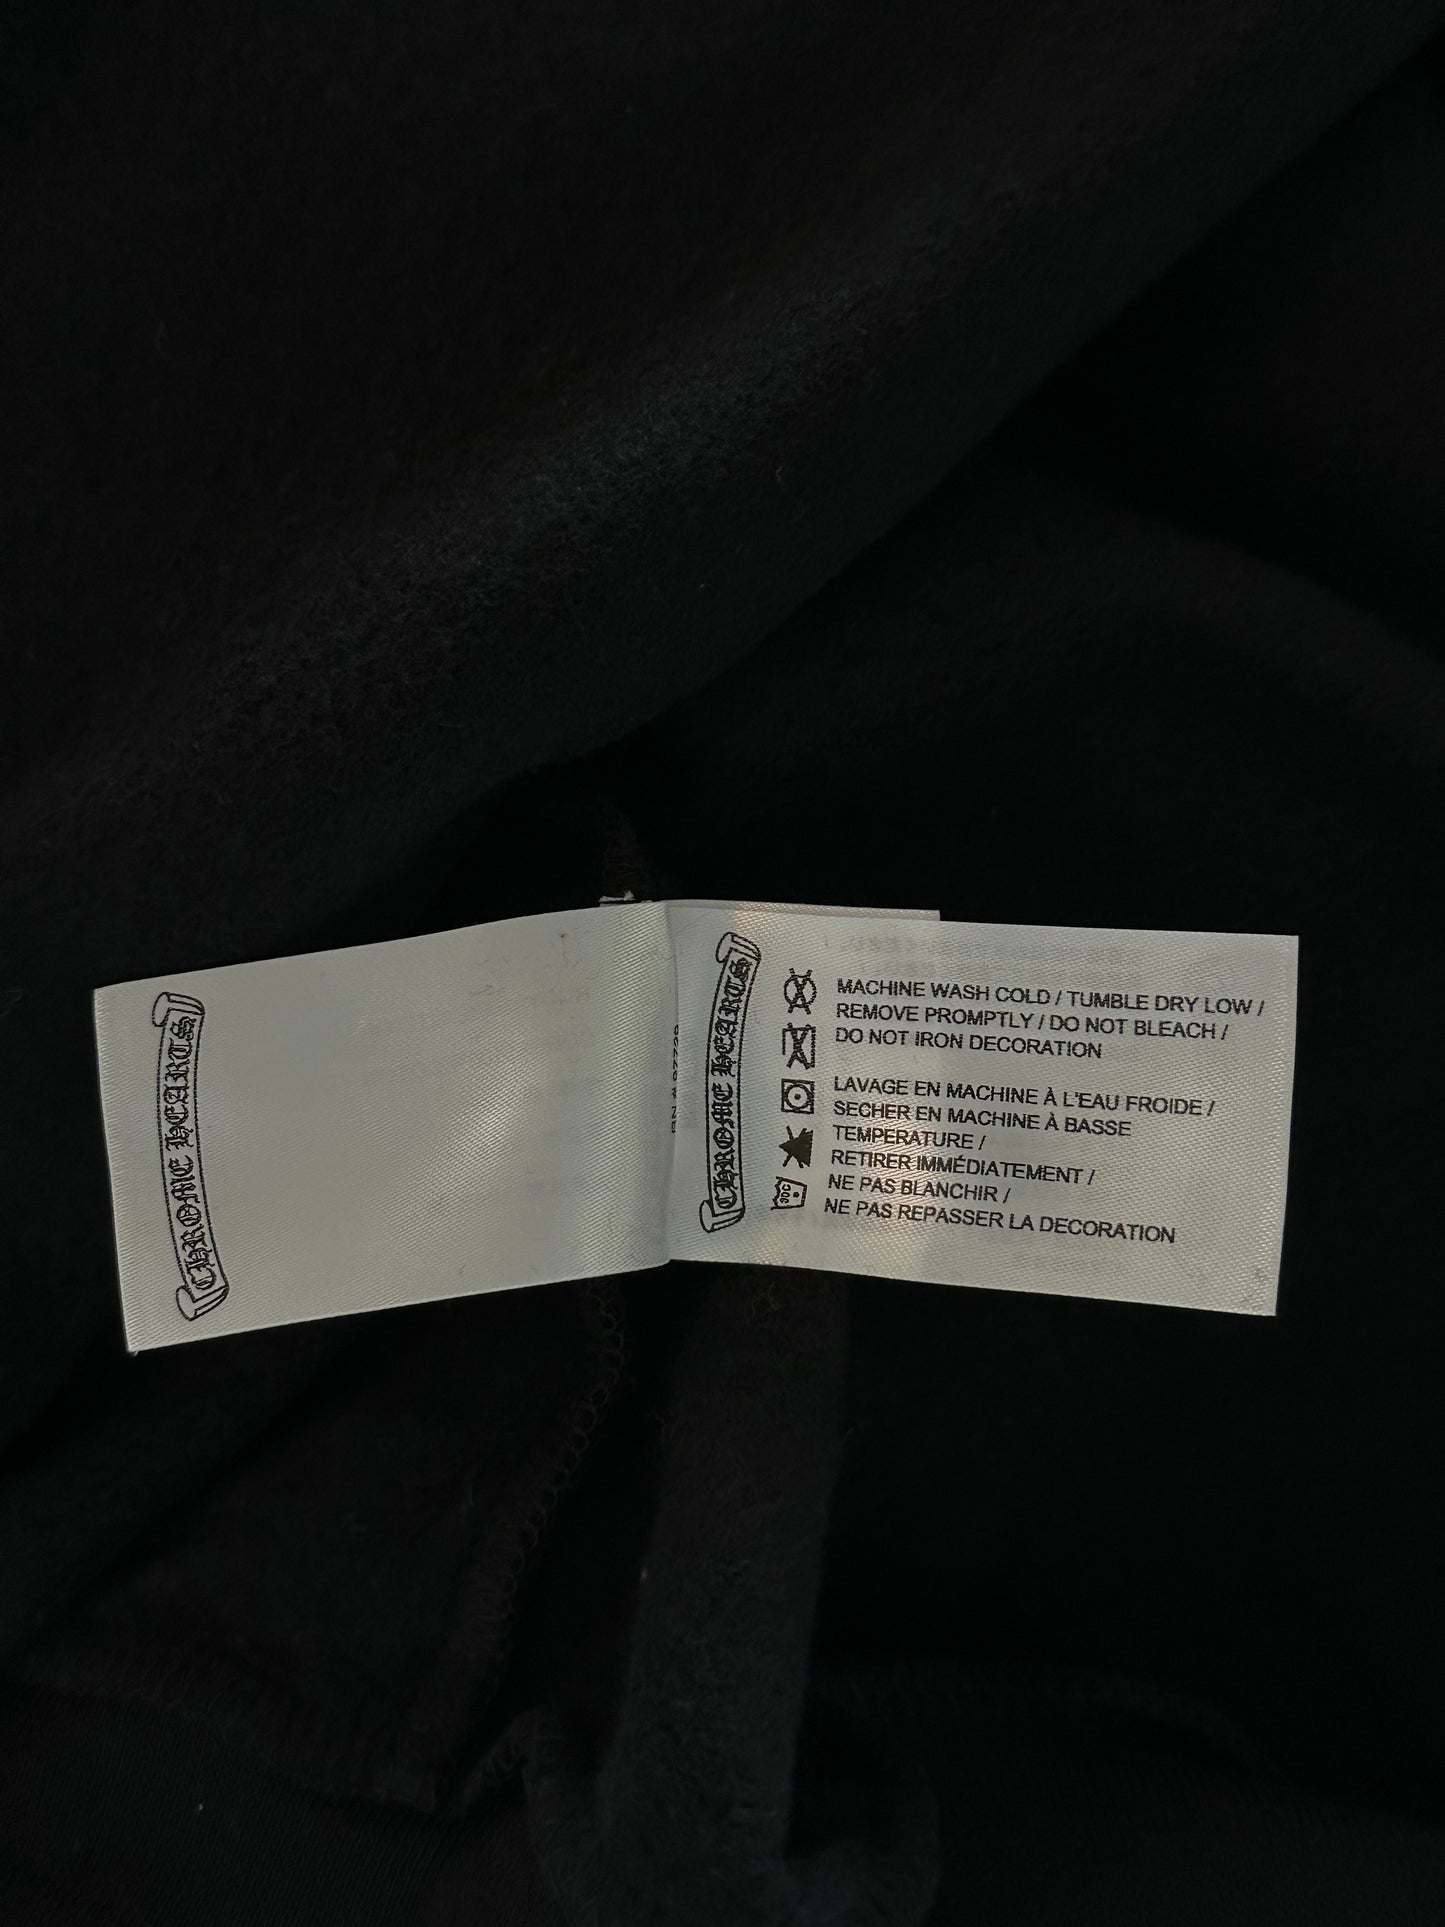 CHROME HEARTS
CHROME HEARTS
MACHINE WASH COLD / TUMBLE DRY LOW /
REMOVE PROMPTLY / DO NOT BLEACH /
DO NOT IRON DECORATION
LAVAGE EN MACHINE À L'EAU FROIDE /
SECHER EN MACHINE À BASSE
TEMPERATURE /
RETIRER IMMÉDIATEMENT /
NE PAS BLANCHIR /
NE PAS REPASSER LA DECORATION
30C